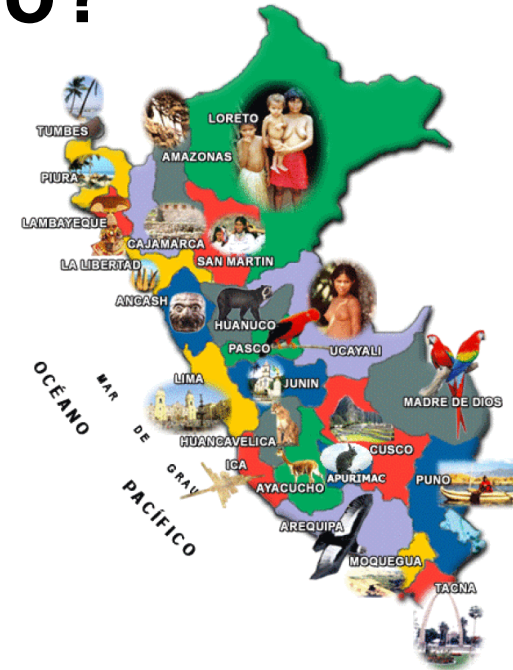 O?
LORETO
TUMBES
AMAZONAS
PIURA
LAMBAYEQUE
CAJAMARCA
SAN MARTIN
LA LIBERTAD
ANCASH
HUANUCO
PASCO
UCAYALI
LIMA
JUNIN
MADRE DE DIOS
OCÉANO
MAR
DE
GRAU
PACÍFICO
HUANCAVELICA
CUSCO
ICA
AYACUCHO
APURIMAC
PUNO
AREQUIPA
MOQUEGUA
TACNA